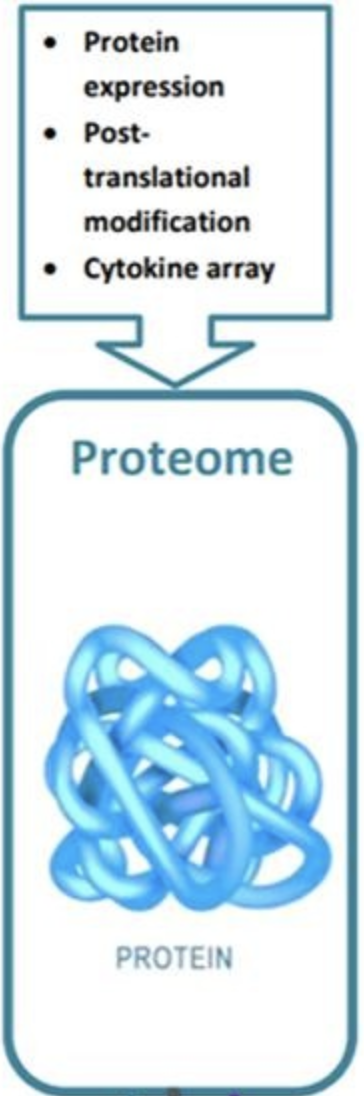 • Protein
expression
• Post-
translational
modification
• Cytokine array
Proteome
PROTEIN